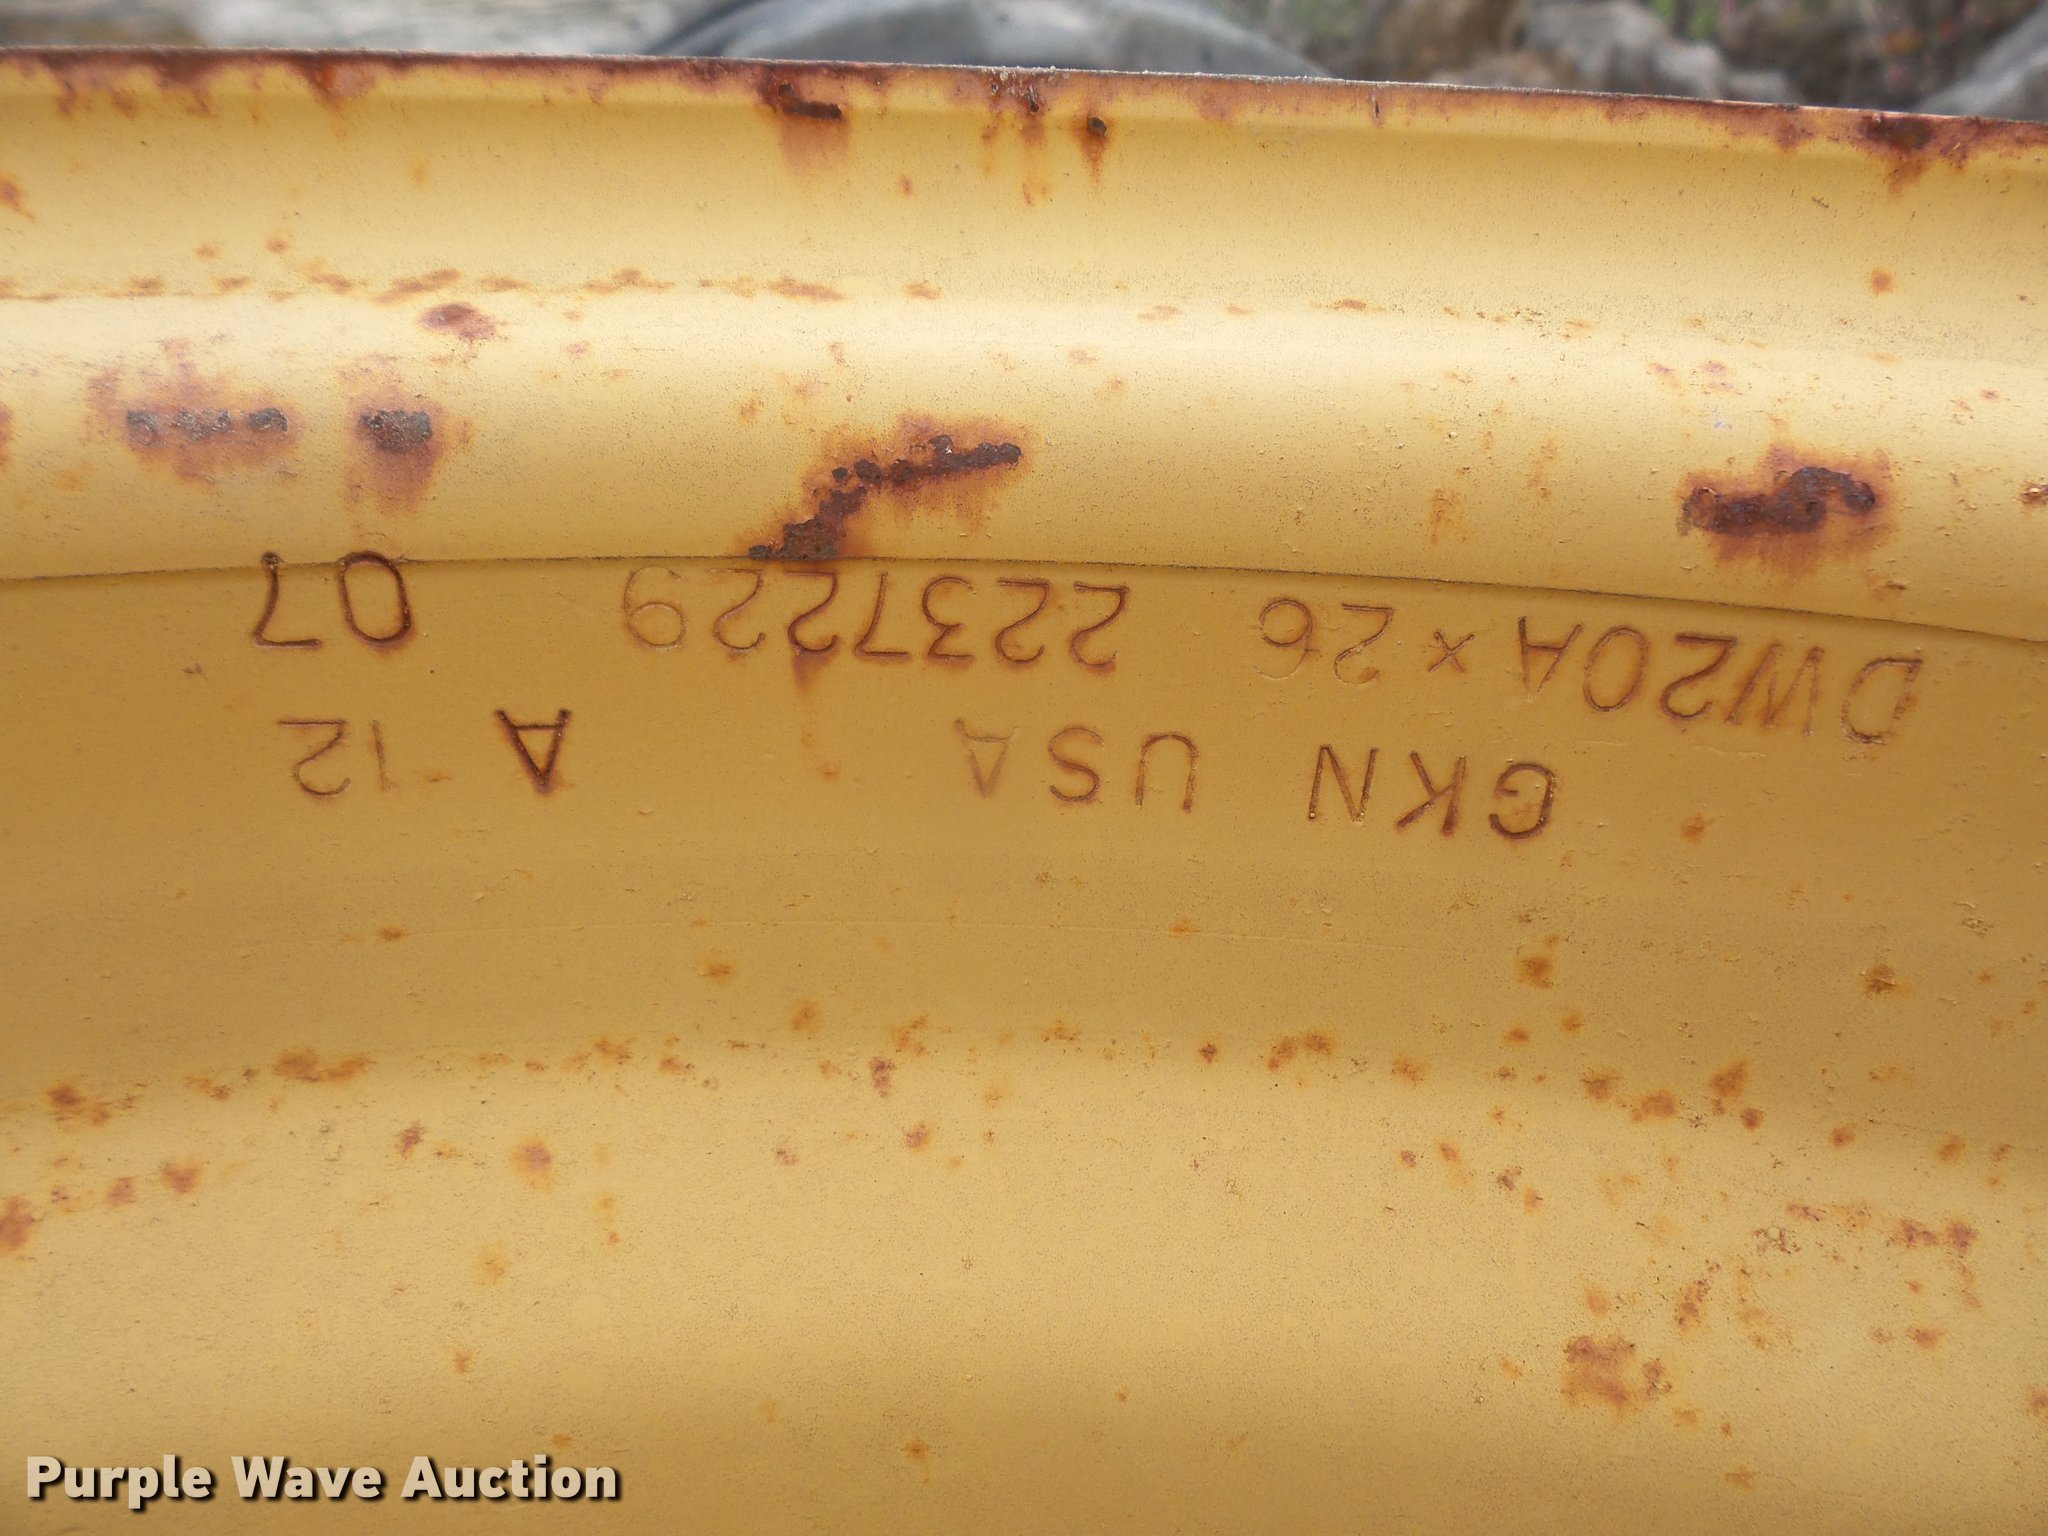 GKN USA A 12
DW20A × 26 2237229 07
Purple Wave Auction